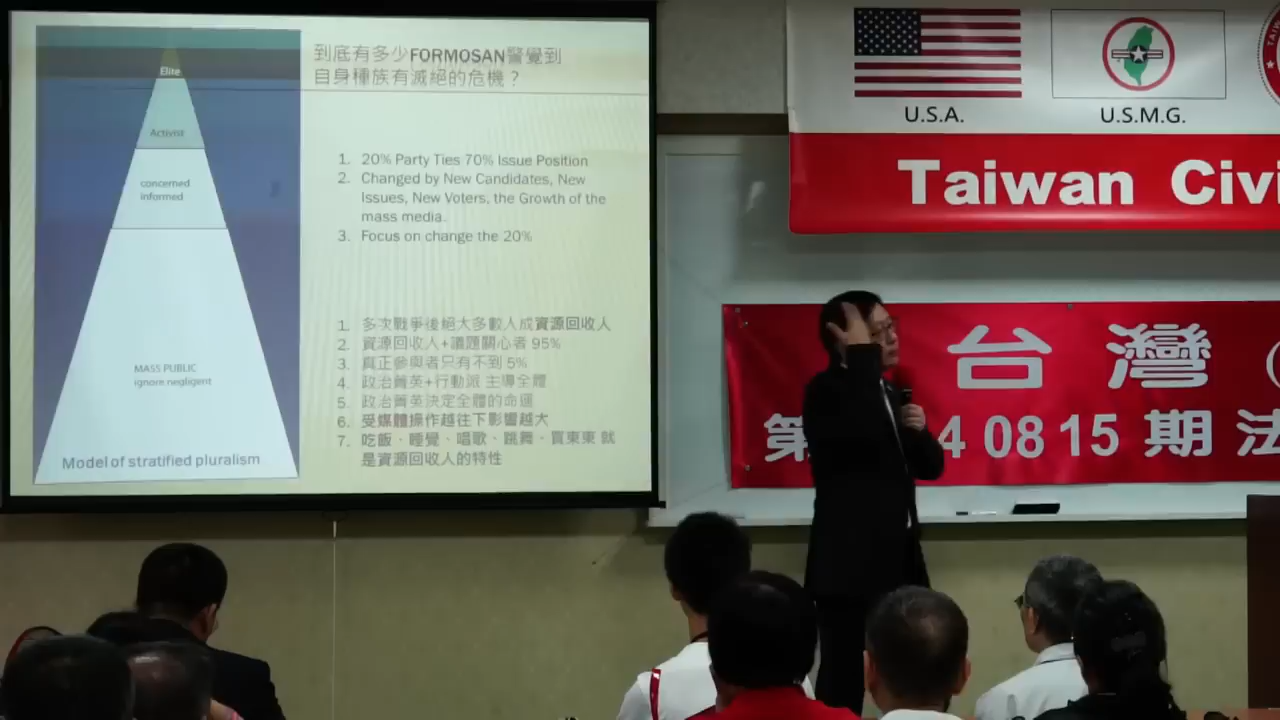 到底有多少FORMOSAN警覺到
自身種族有滅絕的危機？
Elite
Activist
concerned
informed
MASS PUBLIC
ignore negligent
Model of stratified pluralism
1. 20% Party Ties 70% Issue Position
2. Changed by New Candidates, New
Issues, New Voters, the Growth of the
mass media.
3. Focus on change the 20%
1. 多次戰爭後絕大多數人成資源回收人
2. 資源回收人+議題關心者 95%
3. 真正參與者只有不到 5%
4. 政治菁英+行動派 主導全體
5. 政治菁英決定全體的命運
6. 受媒體操作越往下影響越大
7. 吃飯、睡覺、唱歌、跳舞、買東東 就
是資源回收人的特性
U.S.A.
U.S.M.G.
Taiwan Civi
台灣
第 4 08 15 期 法